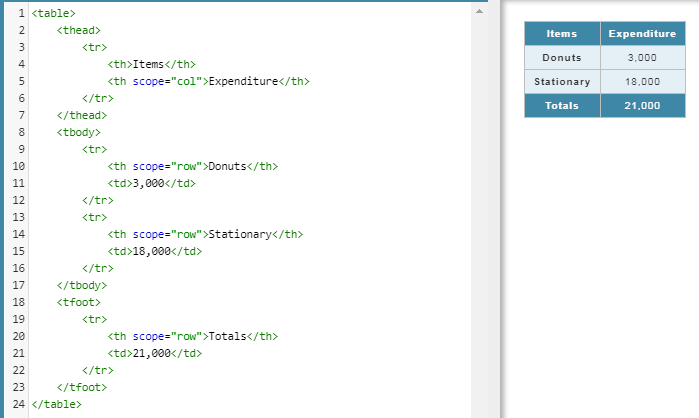 1 <table>
2     <thead>
3         <tr>
4             <th>Items</th>
5             <th scope="col">Expenditure</th>
6         </tr>
7     </thead>
8     <tbody>
9         <tr>
10             <th scope="row">Donuts</th>
11             <td>3,000</td>
12         </tr>
13         <tr>
14             <th scope="row">Stationary</th>
15             <td>18,000</td>
16         </tr>
17     </tbody>
18     <tfoot>
19         <tr>
20             <th scope="row">Totals</th>
21             <td>21,000</td>
22         </tr>
23     </tfoot>
24 </table>
Items Expenditure
Donuts 3,000
Stationary 18,000
Totals 21,000